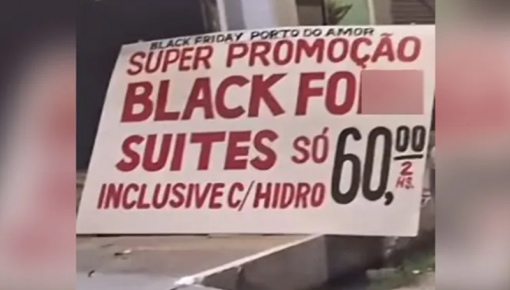 BLACK FRIDAY PORTO DO AMOR
SUPER PROMOÇÃO
BLACK FO
SUITES SÓ 60,00
INCLUSIVE C/HIDRO 2 HS.